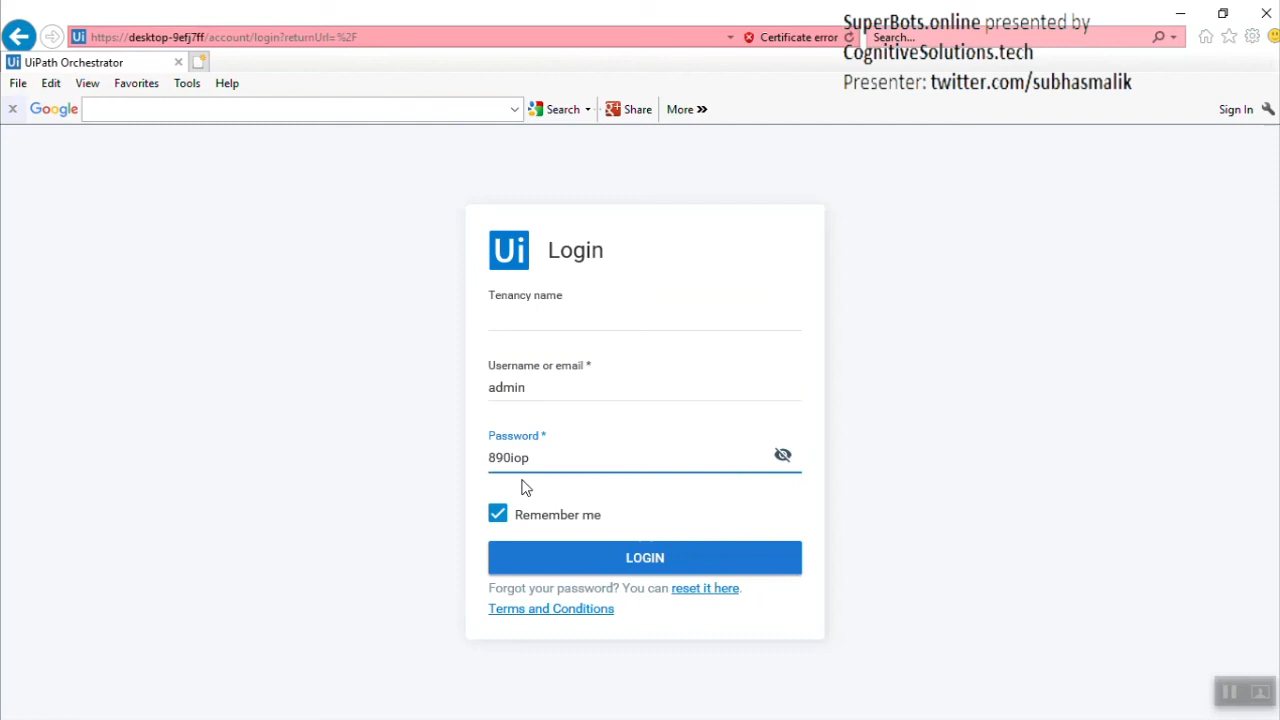 SuperBots.online presented by
https://desktop-9efj7ff/account/login?returnUrl=%2F
Certificate error
Search...
CognitiveSolutions.tech
Ui UiPath Orchestrator
Presenter: twitter.com/subhasmalik
File Edit View Favorites Tools Help
x Google Search Share More »
Sign In
Ui Login
Tenancy name
Username or email *
admin
Password *
890iop
Remember me
LOGIN
Forgot your password? You can reset it here.
Terms and Conditions